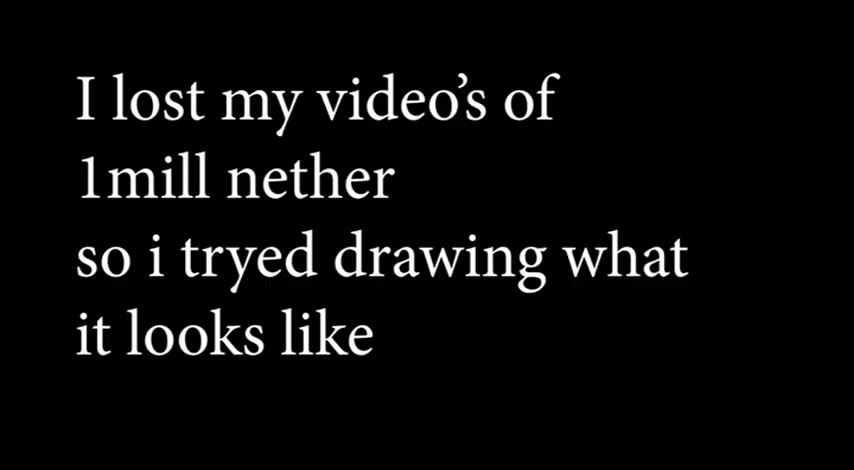 I lost my video’s of
1mill nether
so i tryed drawing what
it looks like